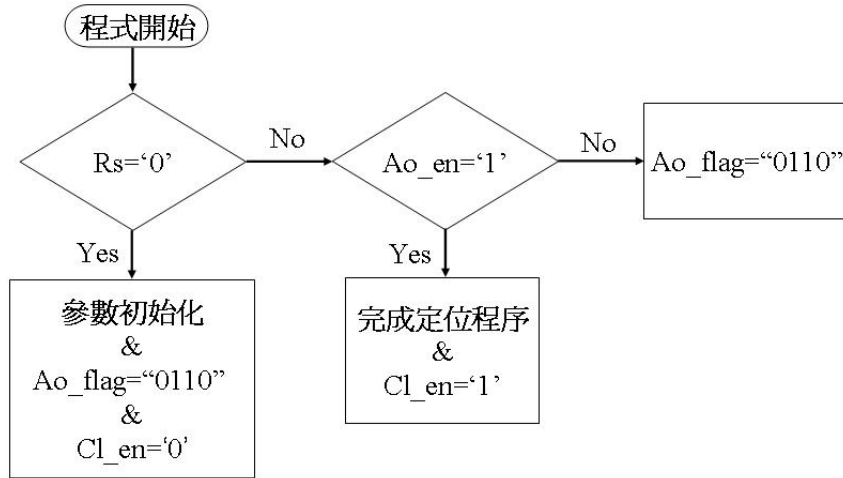 程式開始
Rs=‘0’
No
Ao_en=‘1’
No
Ao_flag=“0110”
Yes
Yes
參數初始化
&
Ao_flag=“0110”
&
Cl_en=‘0’
完成定位程序
&
Cl_en=‘1’